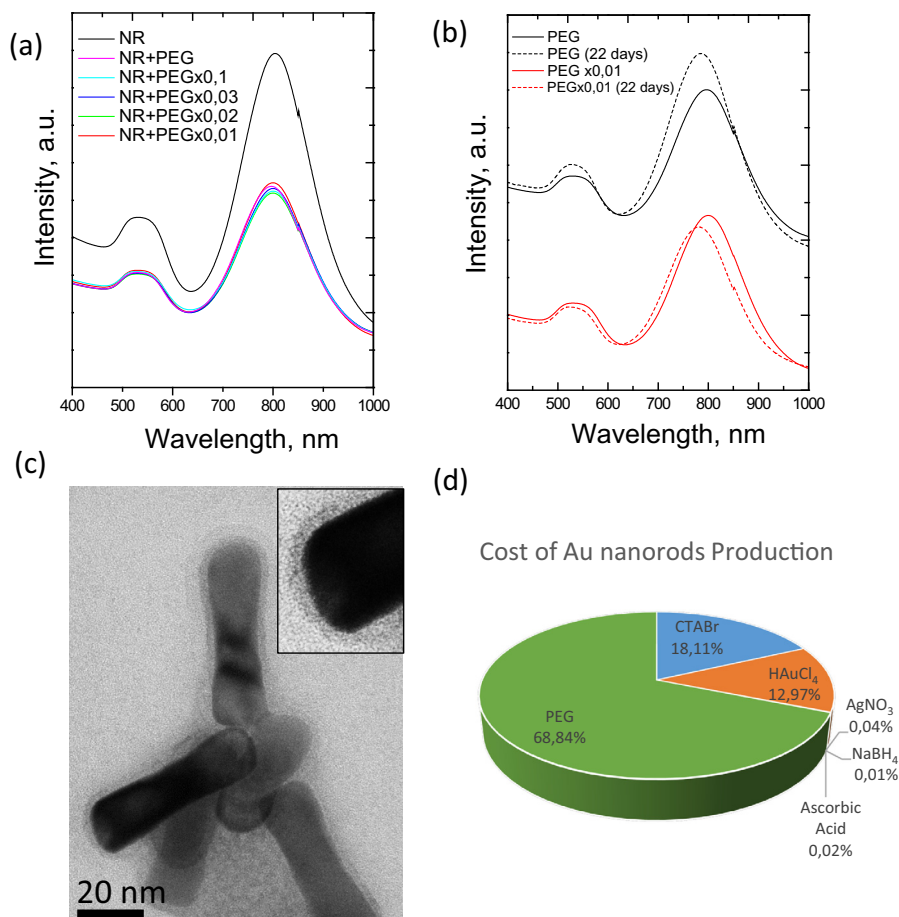 (a)
NR
NR+PEG
NR+PEGx0,1
NR+PEGx0,03
NR+PEGx0,02
NR+PEGx0,01
Intensity, a.u.
400 500 600 700 800 900 1000
Wavelength, nm
(b)
PEG
PEG (22 days)
PEG x0,01
PEGx0,01 (22 days)
Intensity, a.u.
400 500 600 700 800 900 1000
Wavelength, nm
(c)
20 nm
(d)
Cost of Au nanorods Production
CTABr
18,11%
HAuCl₄
12,97%
AgNO₃
0,04%
NaBH₄
0,01%
Ascorbic
Acid
0,02%
PEG
68,84%